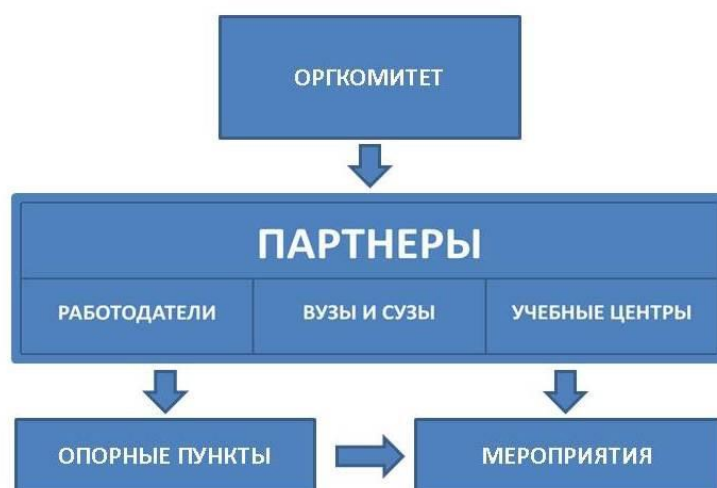 ОРГКОМИТЕТ
ПАРТНЕРЫ
РАБОТОДАТЕЛИ
ВУЗЫ И СУЗЫ
УЧЕБНЫЕ ЦЕНТРЫ
ОПОРНЫЕ ПУНКТЫ
МЕРОПРИЯТИЯ